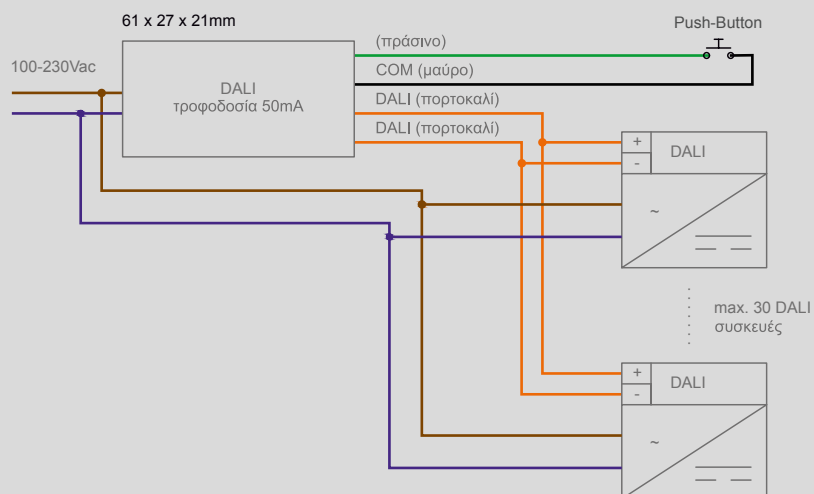 61 x 27 x 21mm
Push-Button
(πράσινο)
100-230Vac
COM (μαύρο)
DALI
τροφοδοσία 50mA
DALI (πορτοκαλί)
DALI (πορτοκαλί)
+
-
DALI
~
max. 30 DALI
συσκευές
+
-
DALI
~